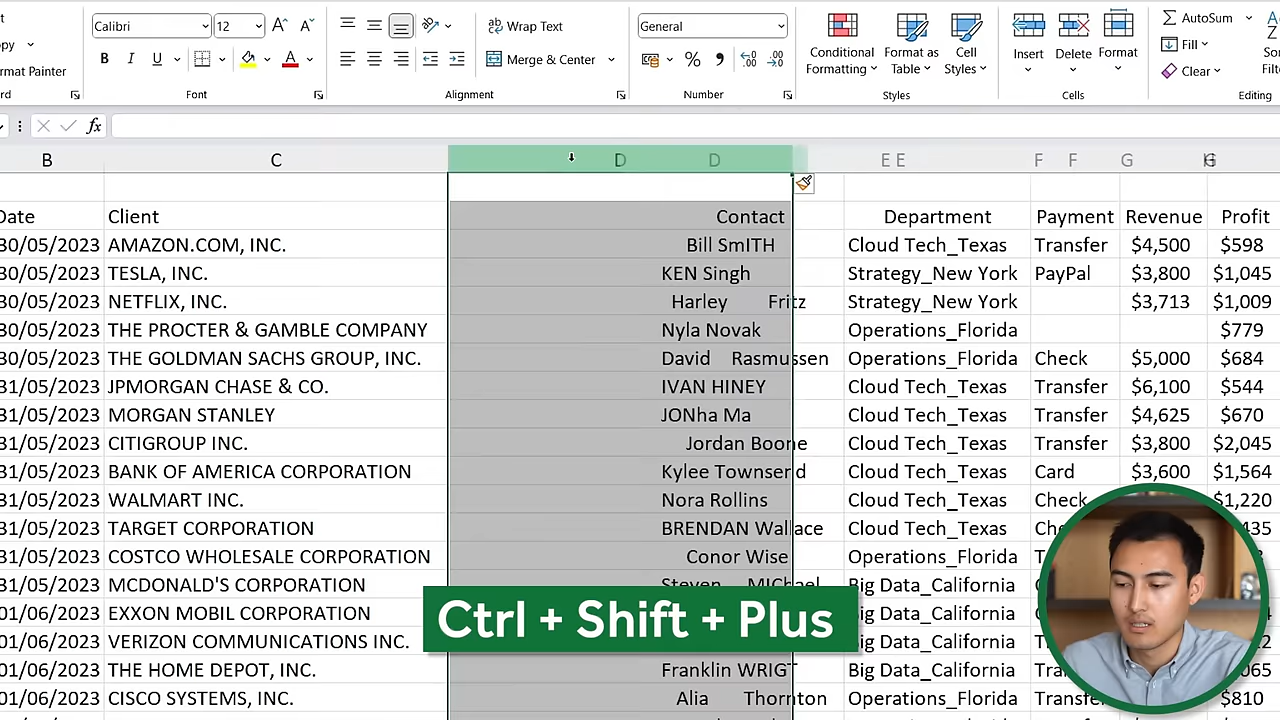 Calibri 12
Wrap Text
General
opy
rmat Painter
Merge & Center
Conditional Formatting
Format as Table
Cell Styles
Insert
Delete
Format
AutoSum
Fill
Clear
Font
Alignment
Number
Styles
Cells
Editing
fx
B C D D E E F F G H G
Date Client Contact Department Payment Revenue Profit
30/05/2023 AMAZON.COM, INC. Bill SmITH Cloud Tech_Texas Transfer $4,500 $598
30/05/2023 TESLA, INC. KEN Singh Strategy_New York PayPal $3,800 $1,045
30/05/2023 NETFLIX, INC. Harley Fritz Strategy_New York $3,713 $1,009
30/05/2023 THE PROCTER & GAMBLE COMPANY Nyla Novak Operations_Florida $779
30/05/2023 THE GOLDMAN SACHS GROUP, INC. David Rasmussen Operations_Florida Check $5,000 $684
31/05/2023 JPMORGAN CHASE & CO. IVAN HINEY Cloud Tech_Texas Transfer $6,100 $544
31/05/2023 MORGAN STANLEY JONha Ma Cloud Tech_Texas Transfer $4,625 $670
31/05/2023 CITIGROUP INC. Jordan Boone Cloud Tech_Texas Transfer $3,800 $2,045
31/05/2023 BANK OF AMERICA CORPORATION Kylee Townsend Cloud Tech_Texas Card $3,600 $1,564
31/05/2023 WALMART INC. Nora Rollins Cloud Tech_Texas Check $1,220
31/05/2023 TARGET CORPORATION BRENDAN Wallace Cloud Tech_Texas
31/05/2023 COSTCO WHOLESALE CORPORATION Conor Wise Operations_Florida
31/05/2023 MCDONALD'S CORPORATION Steven MIChael Big Data_California
01/06/2023 EXXON MOBIL CORPORATION Big Data_California
01/06/2023 VERIZON COMMUNICATIONS INC. Big Data_California
01/06/2023 THE HOME DEPOT, INC. Franklin WRIGT Big Data_California
01/06/2023 CISCO SYSTEMS, INC. Alia Thornton Operations_Florida Transfer $810
Ctrl + Shift + Plus